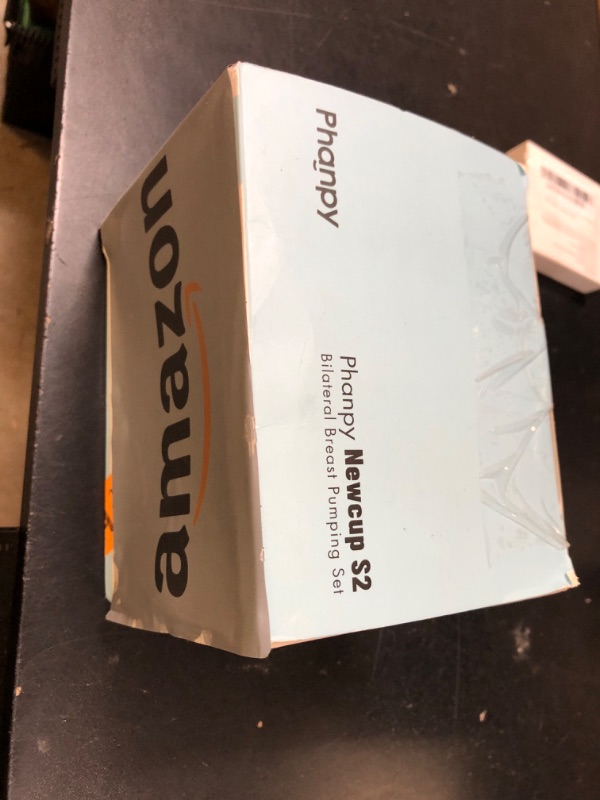 amazon
Phanpy
Phanpy Newcup S2
Bilateral Breast Pumping Set